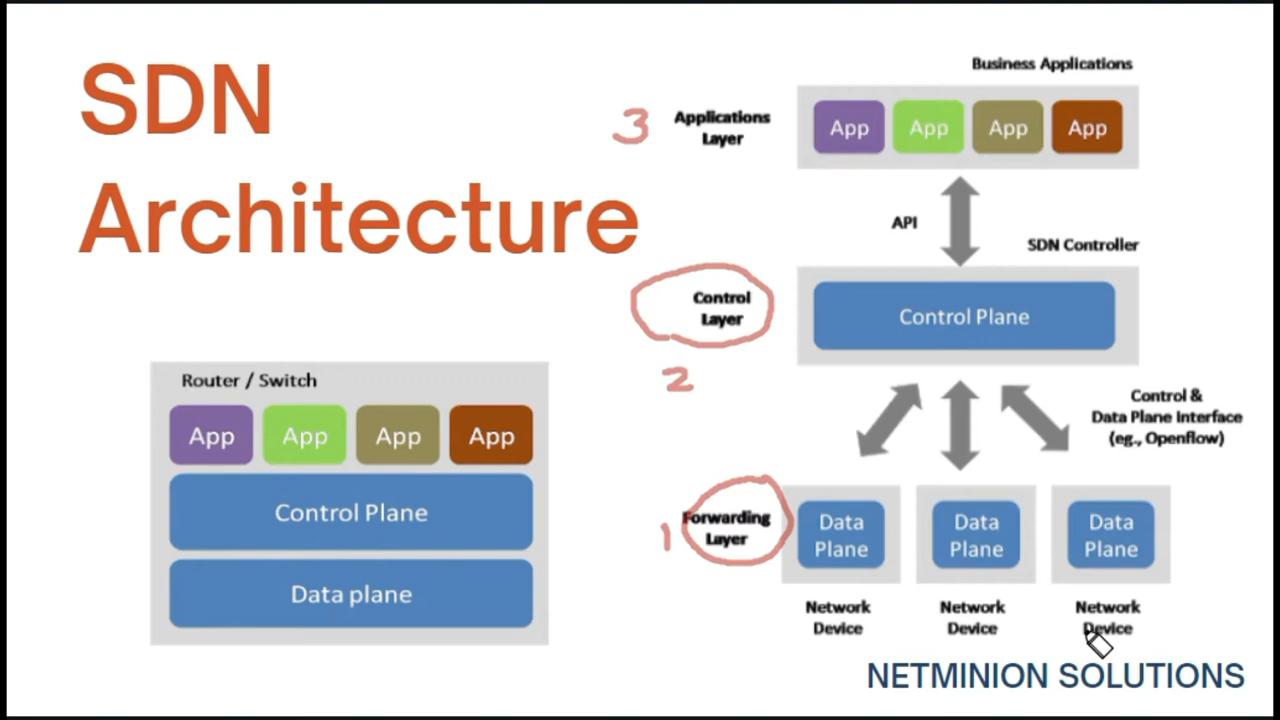 SDN
Architecture
Router / Switch
App App App App
Control Plane
Data plane
Business Applications
3
Applications
Layer
App App App App
API
SDN Controller
Control
Layer
Control Plane
2
Control &
Data Plane Interface
(eg., Openflow)
1
Forwarding
Layer
Data
Plane
Data
Plane
Data
Plane
Network
Device
Network
Device
Network
Device
NETMINION SOLUTIONS